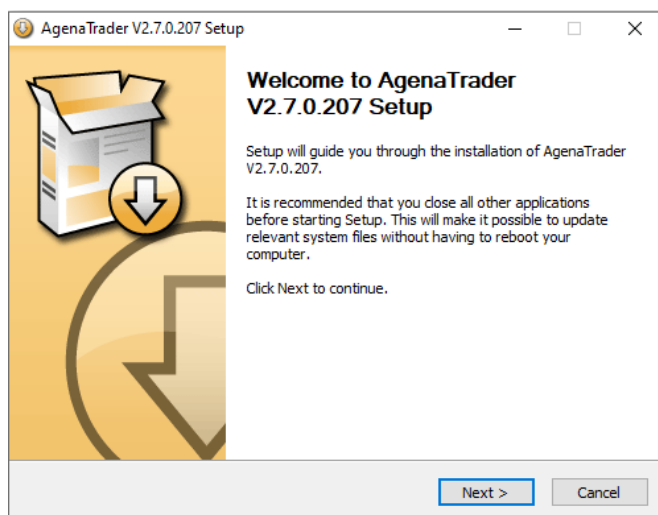 AgenaTrader V2.7.0.207 Setup
Welcome to AgenaTrader
V2.7.0.207 Setup
Setup will guide you through the installation of AgenaTrader
V2.7.0.207.
It is recommended that you close all other applications
before starting Setup. This will make it possible to update
relevant system files without having to reboot your
computer.
Click Next to continue.
Next >
Cancel